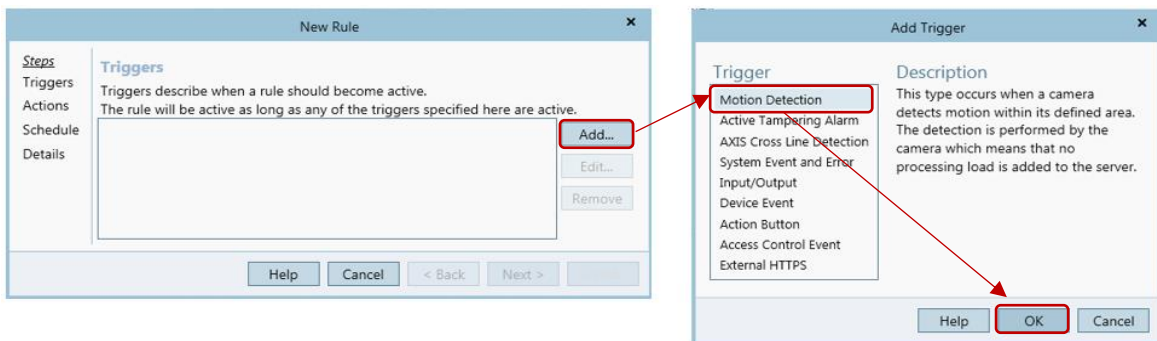 New Rule
×
Steps
Triggers
Actions
Schedule
Details
Triggers
Triggers describe when a rule should become active.
The rule will be active as long as any of the triggers specified here are active.
Add...
Edit...
Remove
Help
Cancel
< Back
Next >
Add Trigger
×
Trigger
Motion Detection
Active Tampering Alarm
AXIS Cross Line Detection
System Event and Error
Input/Output
Device Event
Action Button
Access Control Event
External HTTPS
Description
This type occurs when a camera
detects motion within its defined area.
The detection is performed by the
camera which means that no
processing load is added to the server.
Help
OK
Cancel